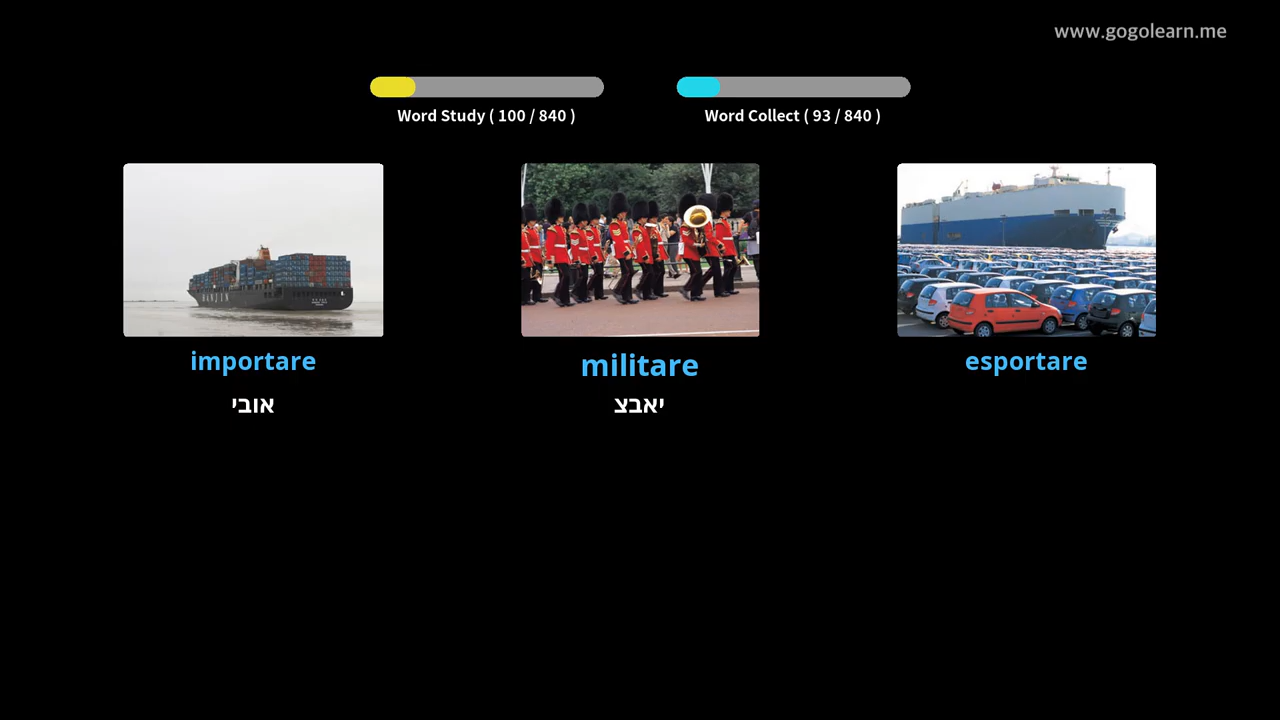 www.gogolearn.me
Word Study ( 100 / 840 )
Word Collect ( 93 / 840 )
importare
militare
esportare
אובי
יאבצ